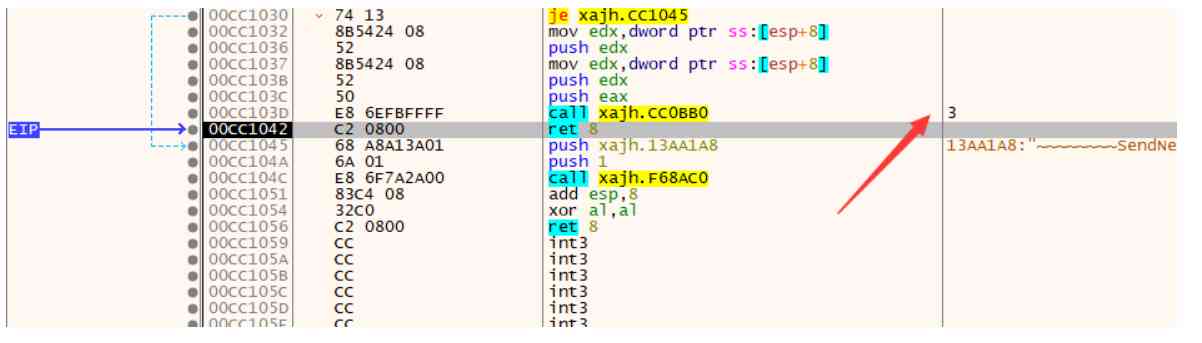 00CC1030 74 13 je xajh.CC1045
00CC1032 8B5424 08 mov edx,dword ptr ss:[esp+8]
00CC1036 52 push edx
00CC1037 8B5424 08 mov edx,dword ptr ss:[esp+8]
00CC103B 52 push edx
00CC103C 50 push eax
00CC103D E8 6EFBFFFF call xajh.CC0BB0 3
EIP 00CC1042 C2 0800 ret 8
00CC1045 68 A8A13A01 push xajh.13AA1A8 13AA1A8:"~~~~~~~~SendNe
00CC104A 6A 01 push 1
00CC104C E8 6F7A2A00 call xajh.F68AC0
00CC1051 83C4 08 add esp,8
00CC1054 32C0 xor al,al
00CC1056 C2 0800 ret 8
00CC1059 CC int3
00CC105A CC int3
00CC105B CC int3
00CC105C CC int3
00CC105D CC int3
00CC105E CC int3